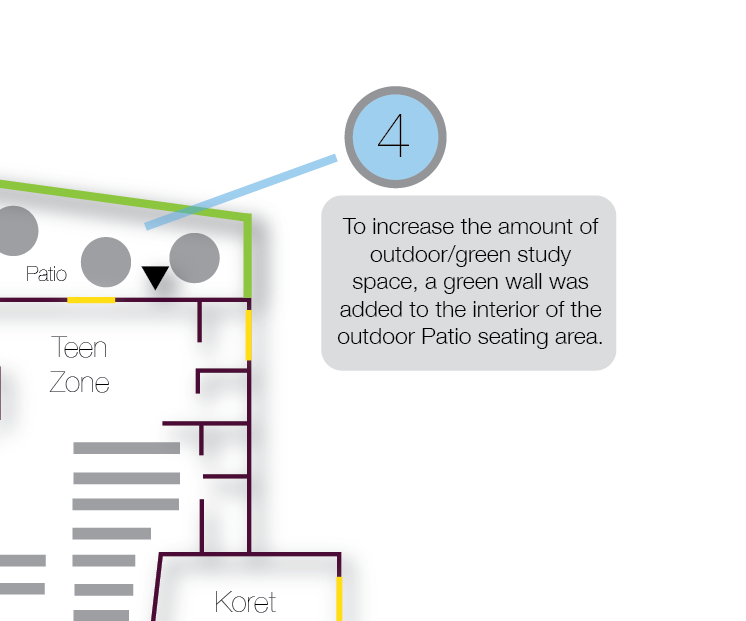 4
To increase the amount of
outdoor/green study
space, a green wall was
added to the interior of the
outdoor Patio seating area.
Patio
Teen
Zone
Koret